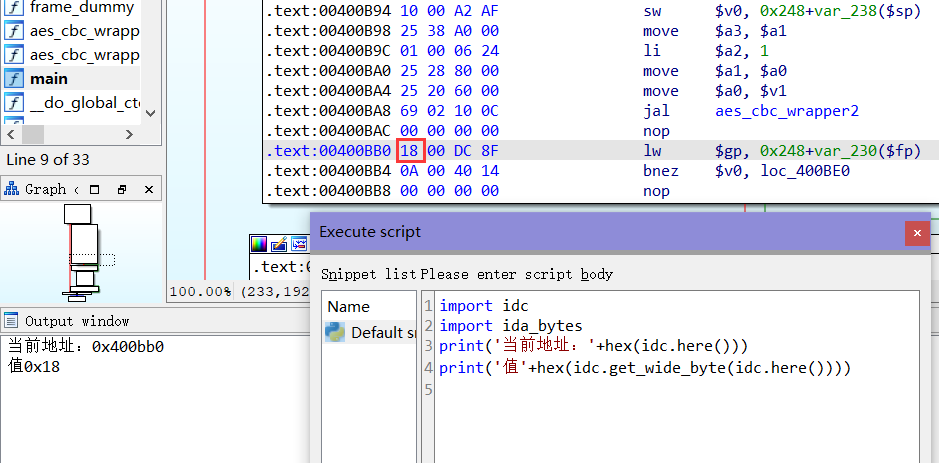 frame_dummy
aes_cbc_wrapp
aes_cbc_wrapp
main
__do_global_ct
Line 9 of 33
Graph
.text:00400B94 10 00 A2 AF sw $v0, 0x248+var_238($sp)
.text:00400B98 25 38 A0 00 move $a3, $a1
.text:00400B9C 01 00 06 24 li $a2, 1
.text:00400BA0 25 28 80 00 move $a1, $a0
.text:00400BA4 25 20 60 00 move $a0, $v1
.text:00400BA8 69 02 10 0C jal aes_cbc_wrapper2
.text:00400BAC 00 00 00 00 nop
.text:00400BB0 18 00 DC 8F lw $gp, 0x248+var_230($fp)
.text:00400BB4 0A 00 40 14 bnez $v0, loc_400BE0
.text:00400BB8 00 00 00 00 nop
.text:0
100.00% (233,192
Output window
当前地址：0x400bb0
值0x18
Execute script
Snippet list
Please enter script body
Name
Default sn
1 import idc
2 import ida_bytes
3 print('当前地址：'+hex(idc.here()))
4 print('值'+hex(idc.get_wide_byte(idc.here())))
5